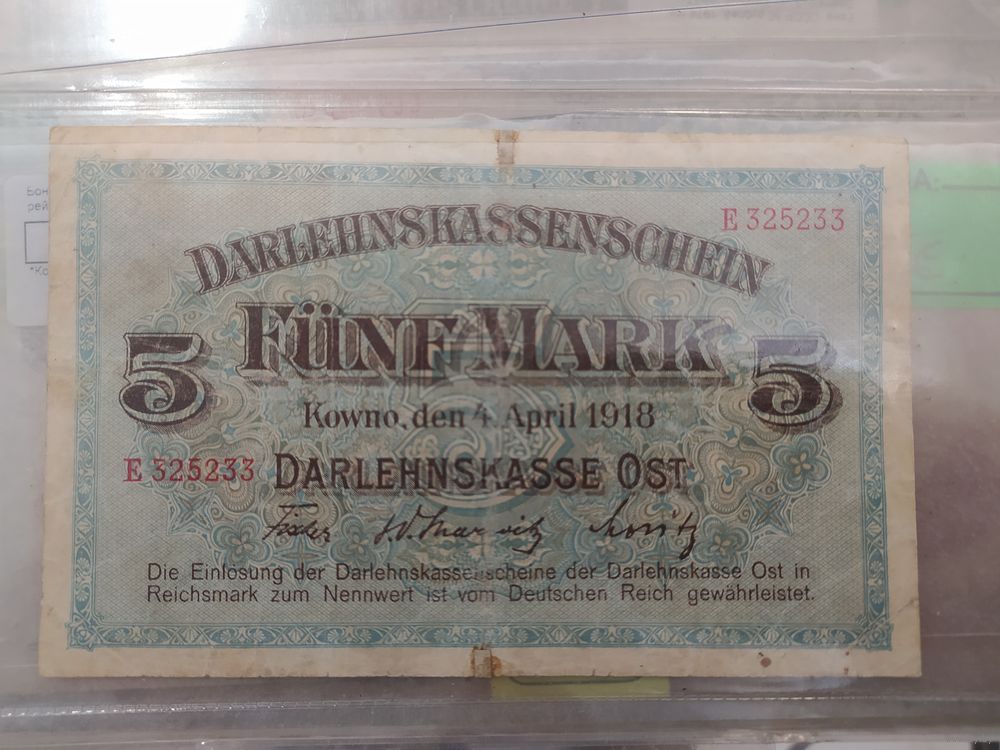 E 325233
DARLEHNSKASSENSCHEIN
5 FÜNF MARK 5
Kowno, den 4. April 1918
E 325233 DARLEHNSKASSE OST
Die Einlösung der Darlehnskassenscheine der Darlehnskasse Ost in
Reichsmark zum Nennwert ist vom Deutschen Reich gewährleistet.